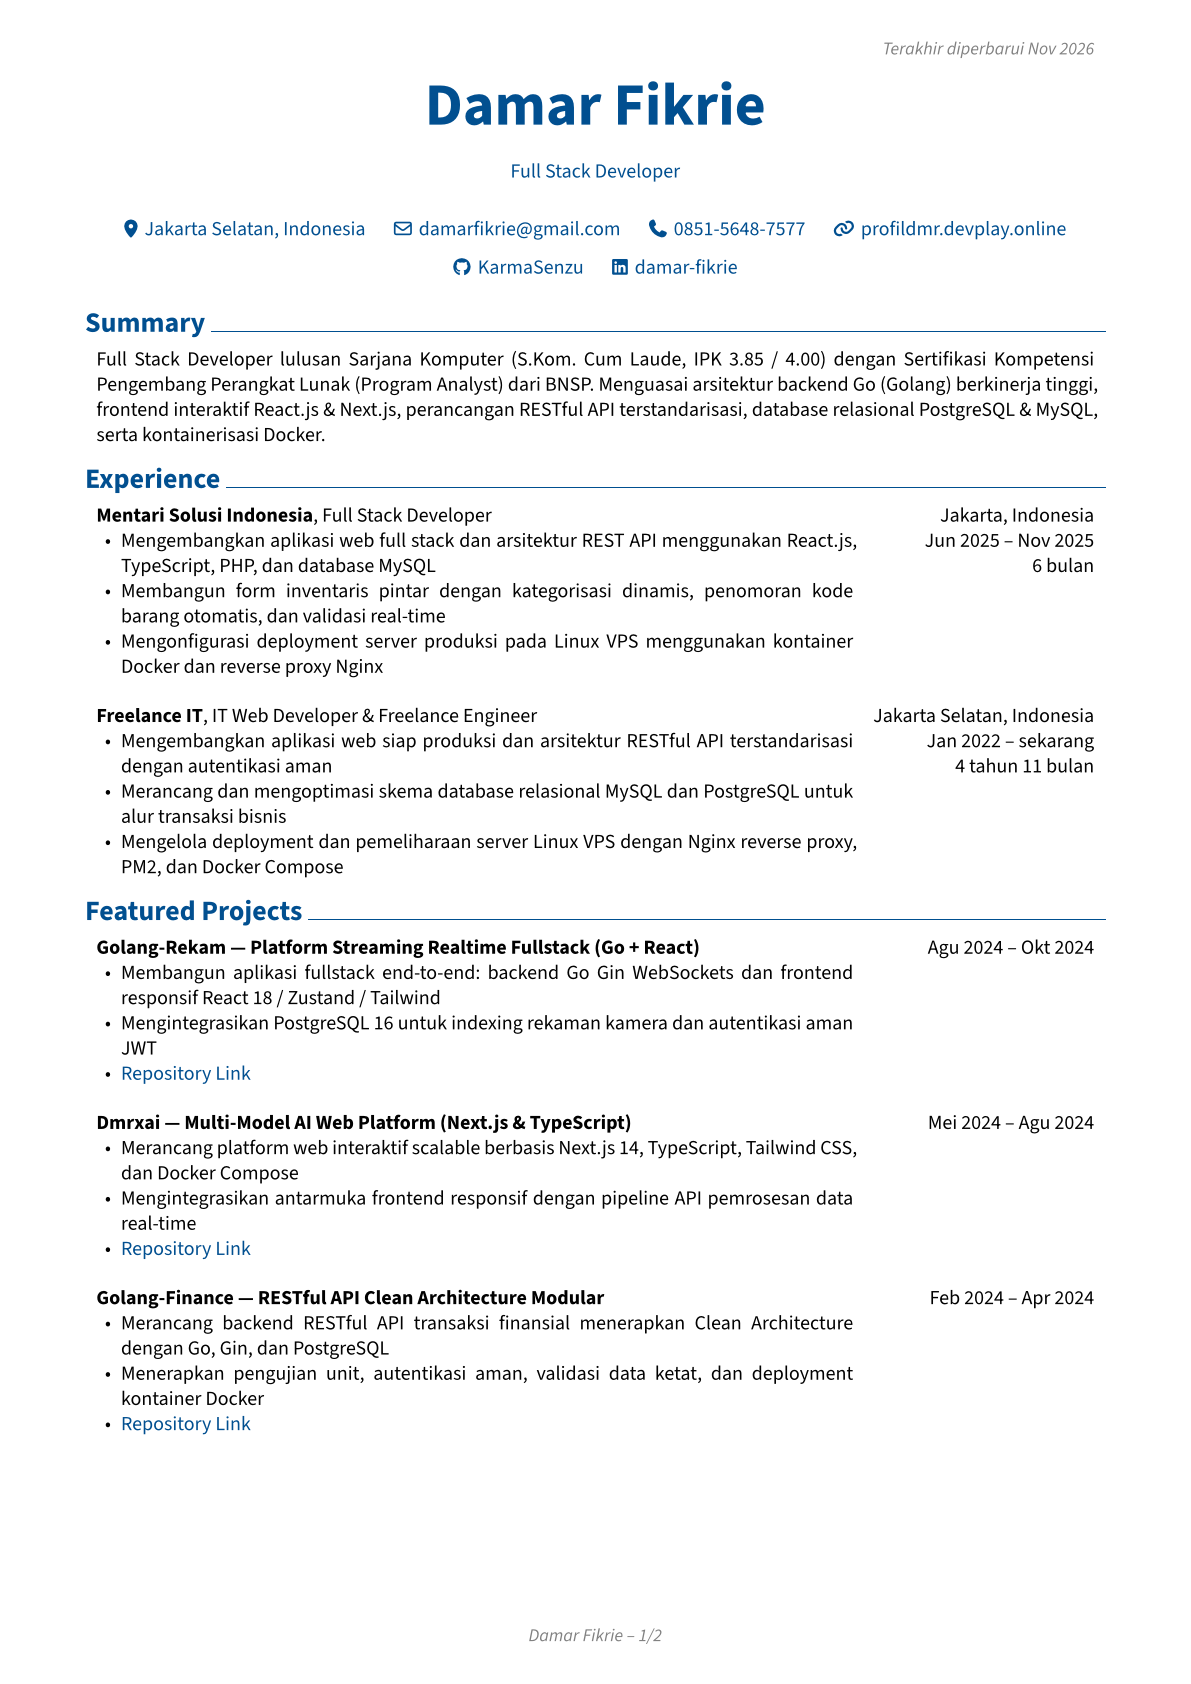 Terakhir diperbarui Nov 2026
Damar Fikrie
Full Stack Developer
Jakarta Selatan, Indonesia damarfikrie@gmail.com 0851-5648-7577 profildmr.devplay.online
KarmaSenzu damar-fikrie
Summary
Full Stack Developer lulusan Sarjana Komputer (S.Kom. Cum Laude, IPK 3.85 / 4.00) dengan Sertifikasi Kompetensi
Pengembang Perangkat Lunak (Program Analyst) dari BNSP. Menguasai arsitektur backend Go (Golang) berkinerja tinggi,
frontend interaktif React.js & Next.js, perancangan RESTful API terstandarisasi, database relasional PostgreSQL & MySQL,
serta kontainerisasi Docker.
Experience
Mentari Solusi Indonesia, Full Stack Developer Jakarta, Indonesia
• Mengembangkan aplikasi web full stack dan arsitektur REST API menggunakan React.js, Jun 2025 – Nov 2025
TypeScript, PHP, dan database MySQL 6 bulan
• Membangun form inventaris pintar dengan kategorisasi dinamis, penomoran kode
barang otomatis, dan validasi real-time
• Mengonfigurasi deployment server produksi pada Linux VPS menggunakan kontainer
Docker dan reverse proxy Nginx
Freelance IT, IT Web Developer & Freelance Engineer Jakarta Selatan, Indonesia
• Mengembangkan aplikasi web siap produksi dan arsitektur RESTful API terstandarisasi Jan 2022 – sekarang
dengan autentikasi aman 4 tahun 11 bulan
• Merancang dan mengoptimasi skema database relasional MySQL dan PostgreSQL untuk
alur transaksi bisnis
• Mengelola deployment dan pemeliharaan server Linux VPS dengan Nginx reverse proxy,
PM2, dan Docker Compose
Featured Projects
Golang-Rekam — Platform Streaming Realtime Fullstack (Go + React) Agu 2024 – Okt 2024
• Membangun aplikasi fullstack end-to-end: backend Go Gin WebSockets dan frontend
responsif React 18 / Zustand / Tailwind
• Mengintegrasikan PostgreSQL 16 untuk indexing rekaman kamera dan autentikasi aman
JWT
• Repository Link
Dmrxai — Multi-Model AI Web Platform (Next.js & TypeScript) Mei 2024 – Agu 2024
• Merancang platform web interaktif scalable berbasis Next.js 14, TypeScript, Tailwind CSS,
dan Docker Compose
• Mengintegrasikan antarmuka frontend responsif dengan pipeline API pemrosesan data
real-time
• Repository Link
Golang-Finance — RESTful API Clean Architecture Modular Feb 2024 – Apr 2024
• Merancang backend RESTful API transaksi finansial menerapkan Clean Architecture
dengan Go, Gin, dan PostgreSQL
• Menerapkan pengujian unit, autentikasi aman, validasi data ketat, dan deployment
kontainer Docker
• Repository Link
Damar Fikrie – 1/2